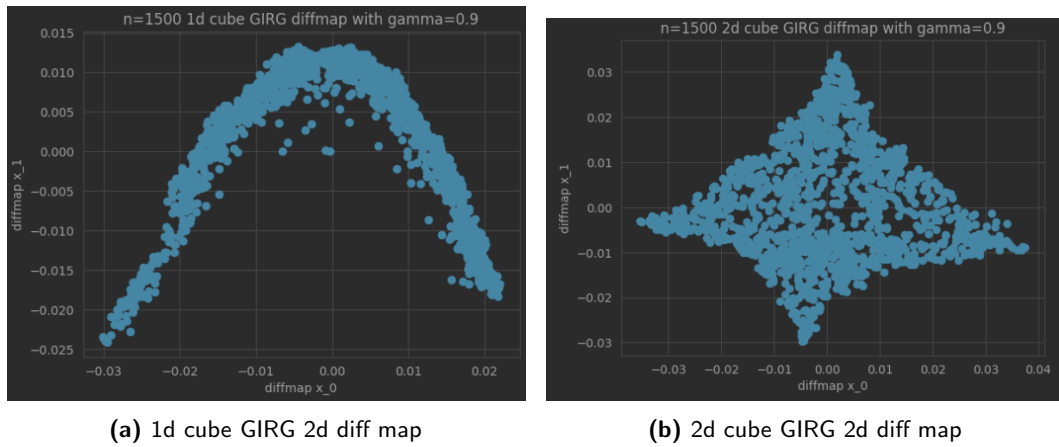 n=1500 1d cube GIRG diffmap with gamma=0.9
0.015
0.010
0.005
0.000
−0.005
−0.010
−0.015
−0.020
−0.025
diffmap x_1
−0.03 −0.02 −0.01 0.00 0.01 0.02
diffmap x_0
(a) 1d cube GIRG 2d diff map
n=1500 2d cube GIRG diffmap with gamma=0.9
0.03
0.02
0.01
0.00
−0.01
−0.02
−0.03
diffmap x_1
−0.03 −0.02 −0.01 0.00 0.01 0.02 0.03 0.04
diffmap x_0
(b) 2d cube GIRG 2d diff map